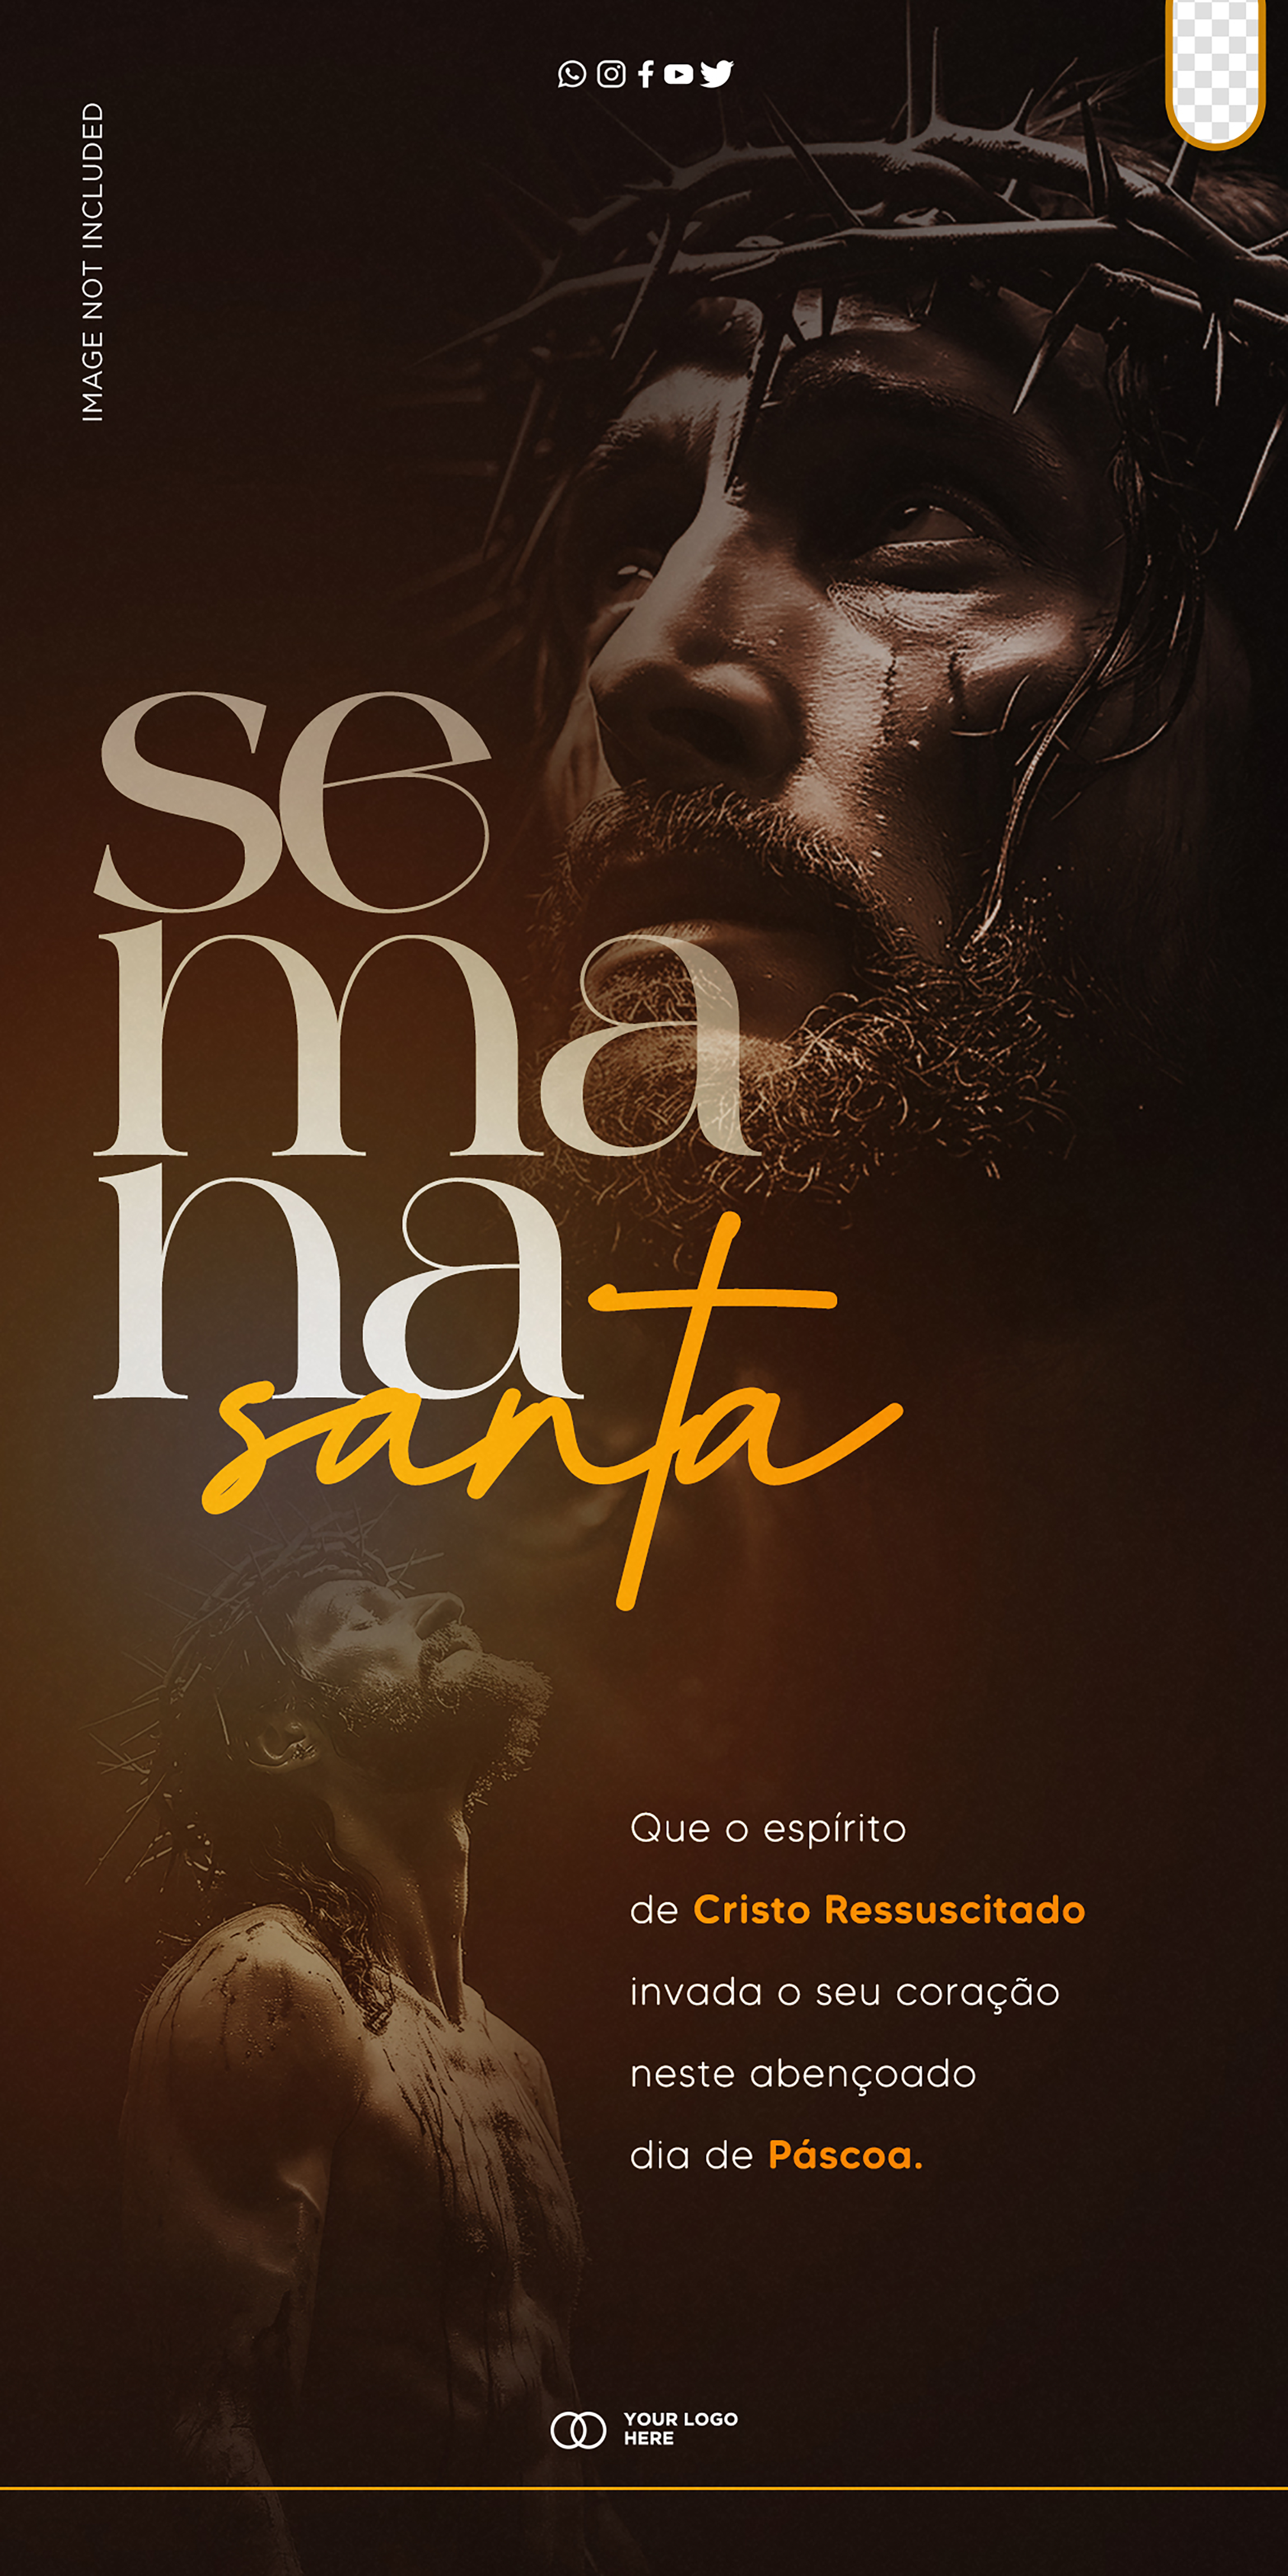 IMAGE NOT INCLUDED
se
ma
na
santa
Que o espírito
de Cristo Ressuscitado
invada o seu coração
neste abençoado
dia de Páscoa.
YOUR LOGO
HERE